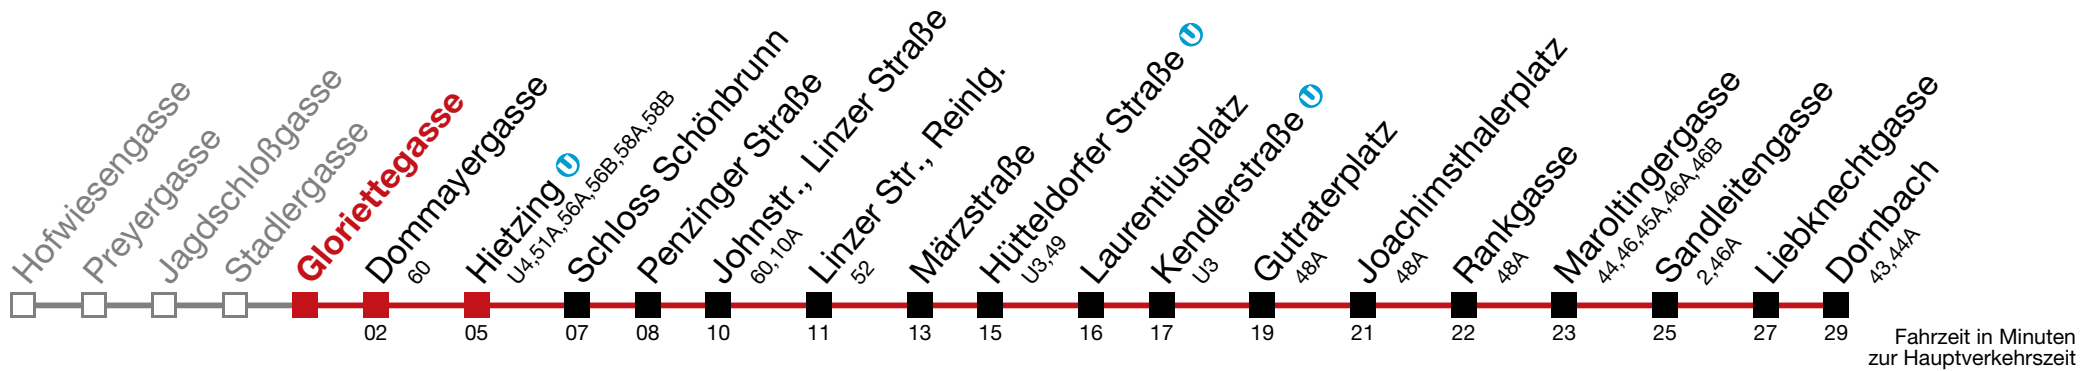 Hofwiesengasse
Preyergasse
Jagdschloßgasse
Stadlergasse
Gloriettegasse
Dommayergasse
60
Hietzing U
U4,51A,56A,56B,58A,58B
Schloss Schönbrunn
Penzinger Straße
Johnstr., Linzer Straße
60,10A
Linzer Str., Reinlg.
52
Märzstraße
Hütteldorfer Straße U
U3,49
Laurentiusplatz
Kendlerstraße U
U3
Gutraterplatz
48A
Joachimsthalerplatz
48A
Rankgasse
48A
Maroltingergasse
44,46,45A,46A,46B
Sandleitengasse
2,46A
Liebknechtgasse
Dornbach
43,44A
02 05 07 08 10 11 13 15 16 17 19 21 22 23 25 27 29
Fahrzeit in Minuten
zur Hauptverkehrszeit